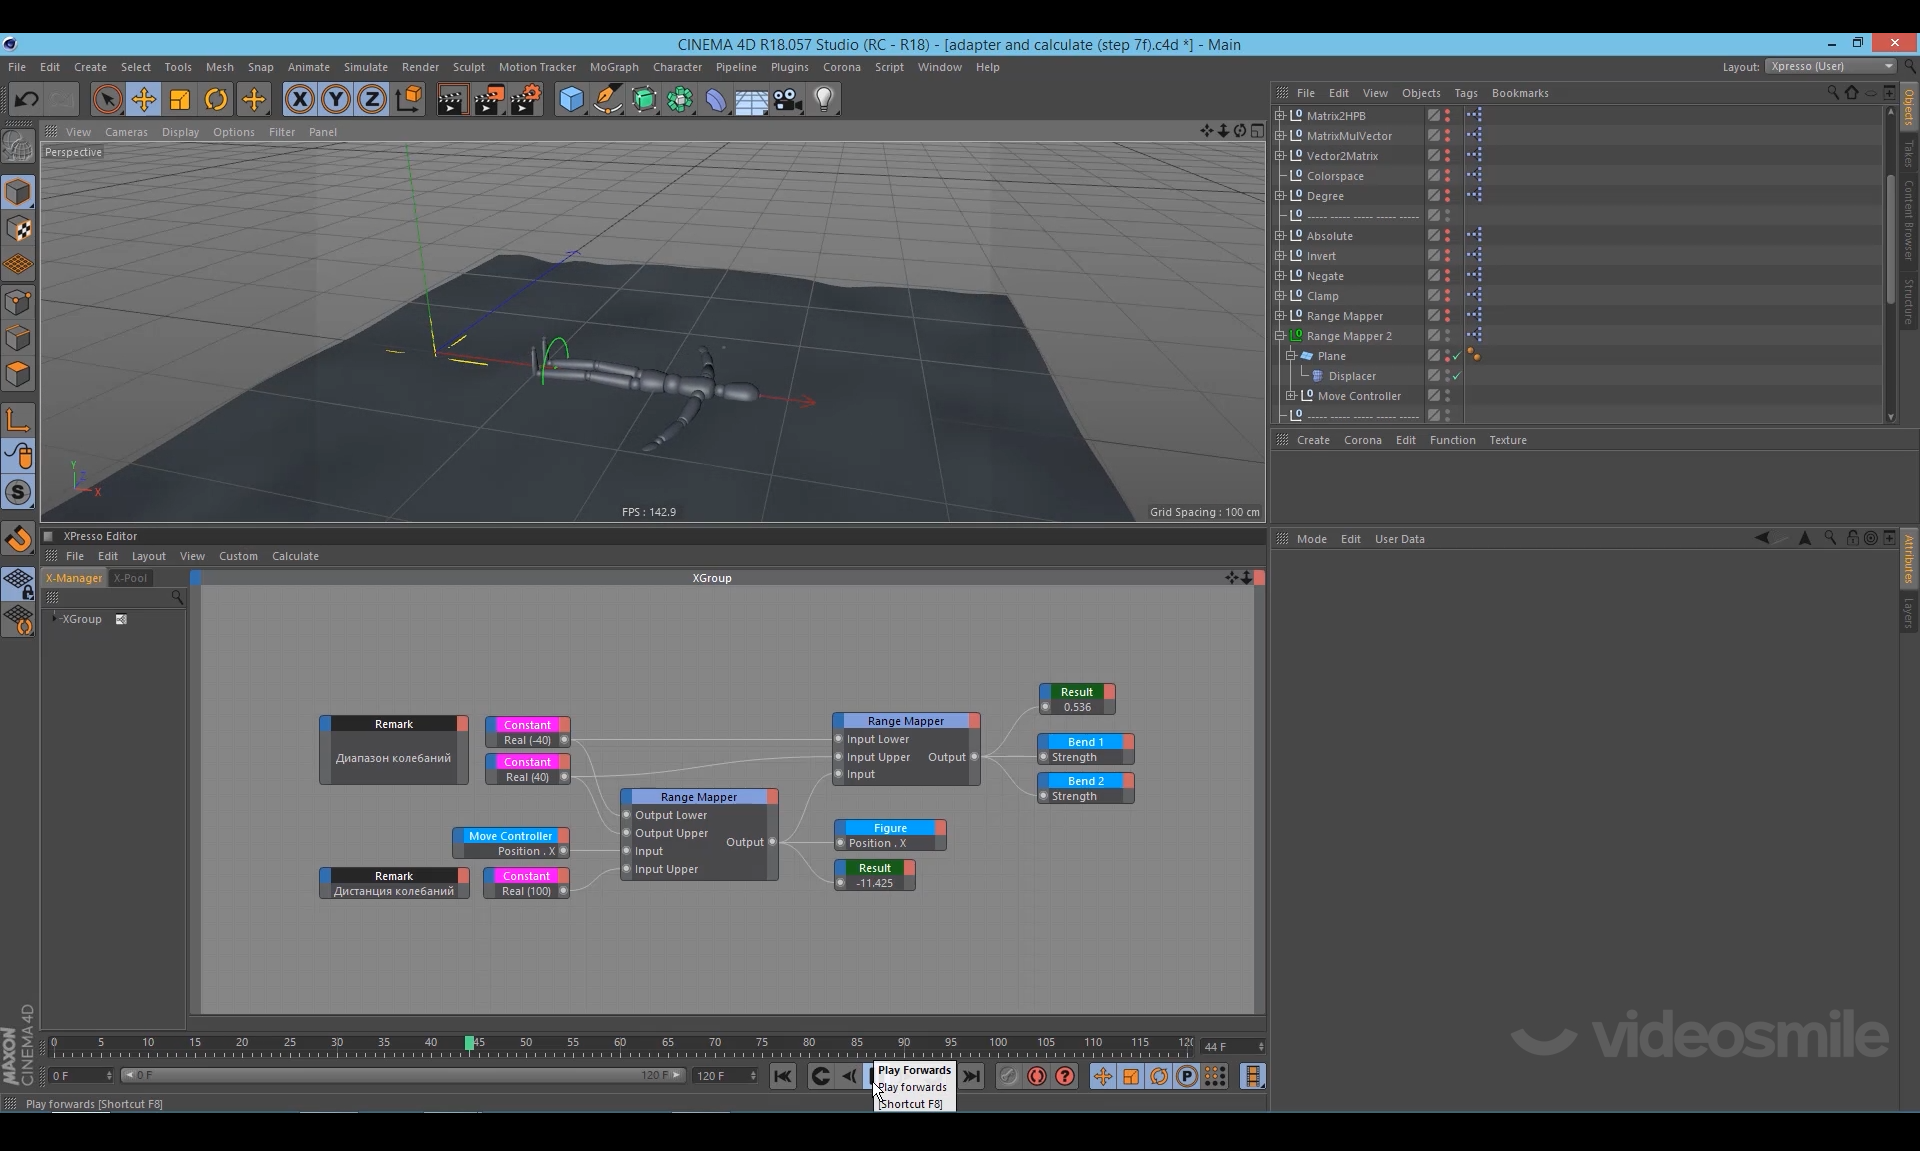 CINEMA 4D R18.057 Studio (RC - R18) - [adapter and calculate (step 7f).c4d *] - Main
File Edit Create Select Tools Mesh Snap Animate Simulate Render Sculpt Motion Tracker MoGraph Character Pipeline Plugins Corona Script Window Help
Layout: Xpresso (User)
View Cameras Display Options Filter Panel
Perspective
FPS : 142.9
Grid Spacing : 100 cm
Y
Z
X
File Edit View Objects Tags Bookmarks
Matrix2HPB
MatrixMulVector
Vector2Matrix
Colorspace
Degree
----- ----- ----- ----- -----
Absolute
Invert
Negate
Clamp
Range Mapper
Range Mapper 2
Plane
Displacer
Move Controller
----- ----- ----- ----- -----
Objects
Takes
Content Browser
Structure
Create Corona Edit Function Texture
Mode Edit User Data
Attributes
Layers
XPresso Editor
File Edit Layout View Custom Calculate
X-Manager X-Pool
XGroup
XGroup
Remark
Диапазон колебаний
Constant
Real (-40)
Constant
Real (40)
Move Controller
Position . X
Remark
Дистанция колебаний
Constant
Real (100)
Range Mapper
Output Lower
Output Upper
Input
Input Upper
Output
Range Mapper
Input Lower
Input Upper
Input
Output
Figure
Position . X
Result
-11.425
Result
0.536
Bend 1
Strength
Bend 2
Strength
0 5 10 15 20 25 30 35 40 45 50 55 60 65 70 75 80 85 90 95 100 105 110 115 120
44 F
0 F
0 F
120 F
120 F
Play Forwards
Play forwards
[Shortcut F8]
Play forwards [Shortcut F8]
MAXON
CINEMA 4D
videosmile